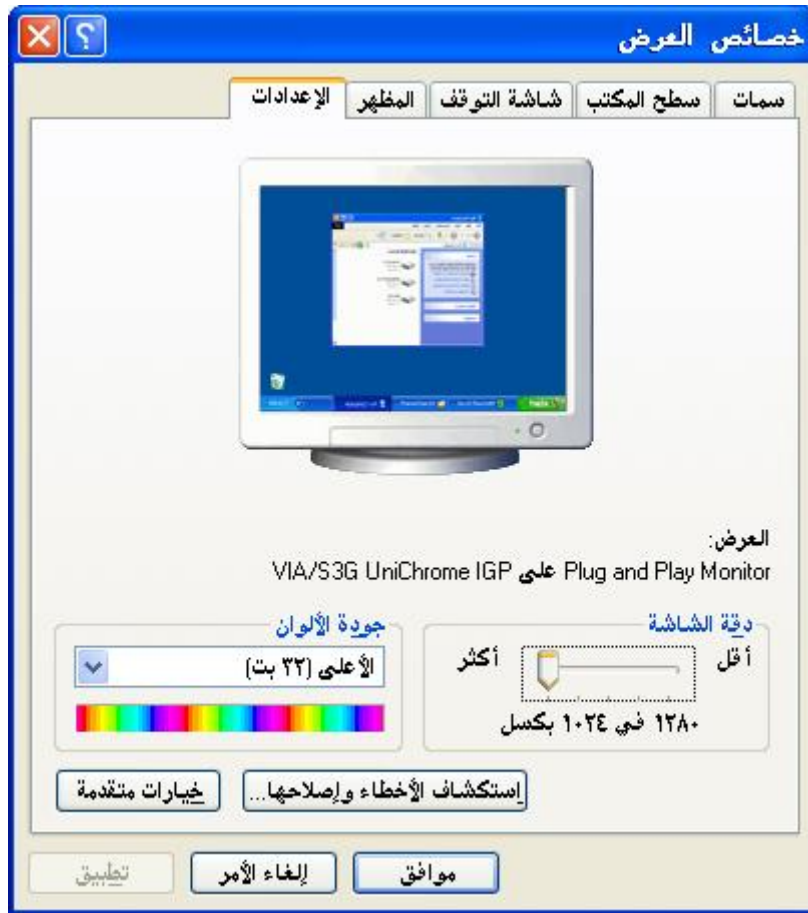 خصائص العرض
سمات
سطح المكتب
شاشة التوقف
المظهر
الإعدادات
العرض:
Plug and Play Monitor على VIA/S3G UniChrome IGP
دقة الشاشة
أقل
أكثر
١٢٨٠ في ١٠٢٤ بكسل
جودة الألوان
الأعلى (٣٢ بت)
إستكشاف الأخطاء وإصلاحها...
خيارات متقدمة
موافق
إلغاء الأمر
تطبيق